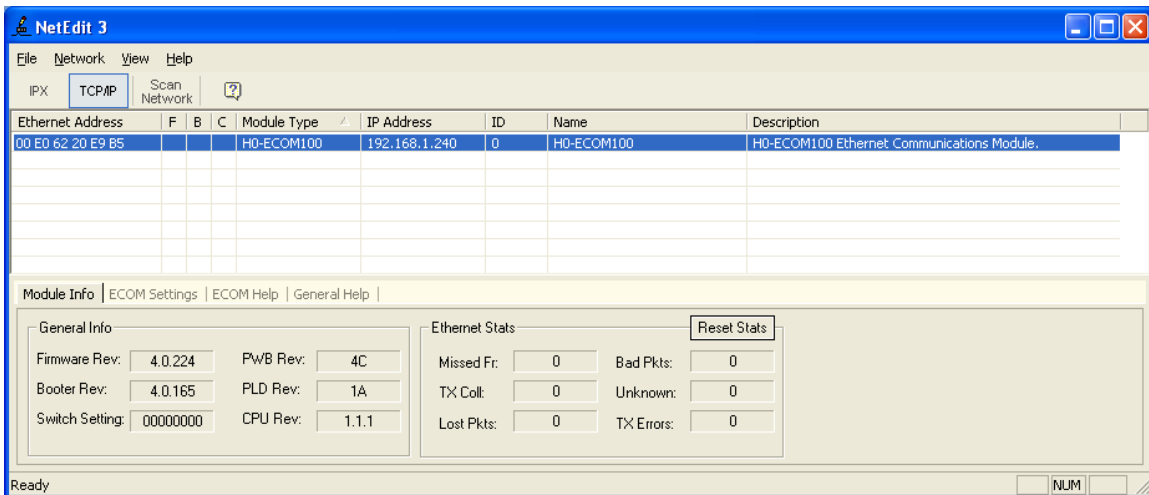 NetEdit 3
File Network View Help
IPX TCP/IP Scan Network
Ethernet Address F B C Module Type IP Address ID Name Description
00 E0 62 20 E9 B5 H0-ECOM100 192.168.1.240 0 H0-ECOM100 H0-ECOM100 Ethernet Communications Module.
Module Info ECOM Settings ECOM Help General Help
General Info Ethernet Stats Reset Stats
Firmware Rev: 4.0.224 PWB Rev: 4C Missed Fr: 0 Bad Pkts: 0
Booter Rev: 4.0.165 PLD Rev: 1A TX Coll: 0 Unknown: 0
Switch Setting: 00000000 CPU Rev: 1.1.1 Lost Pkts: 0 TX Errors: 0
Ready NUM